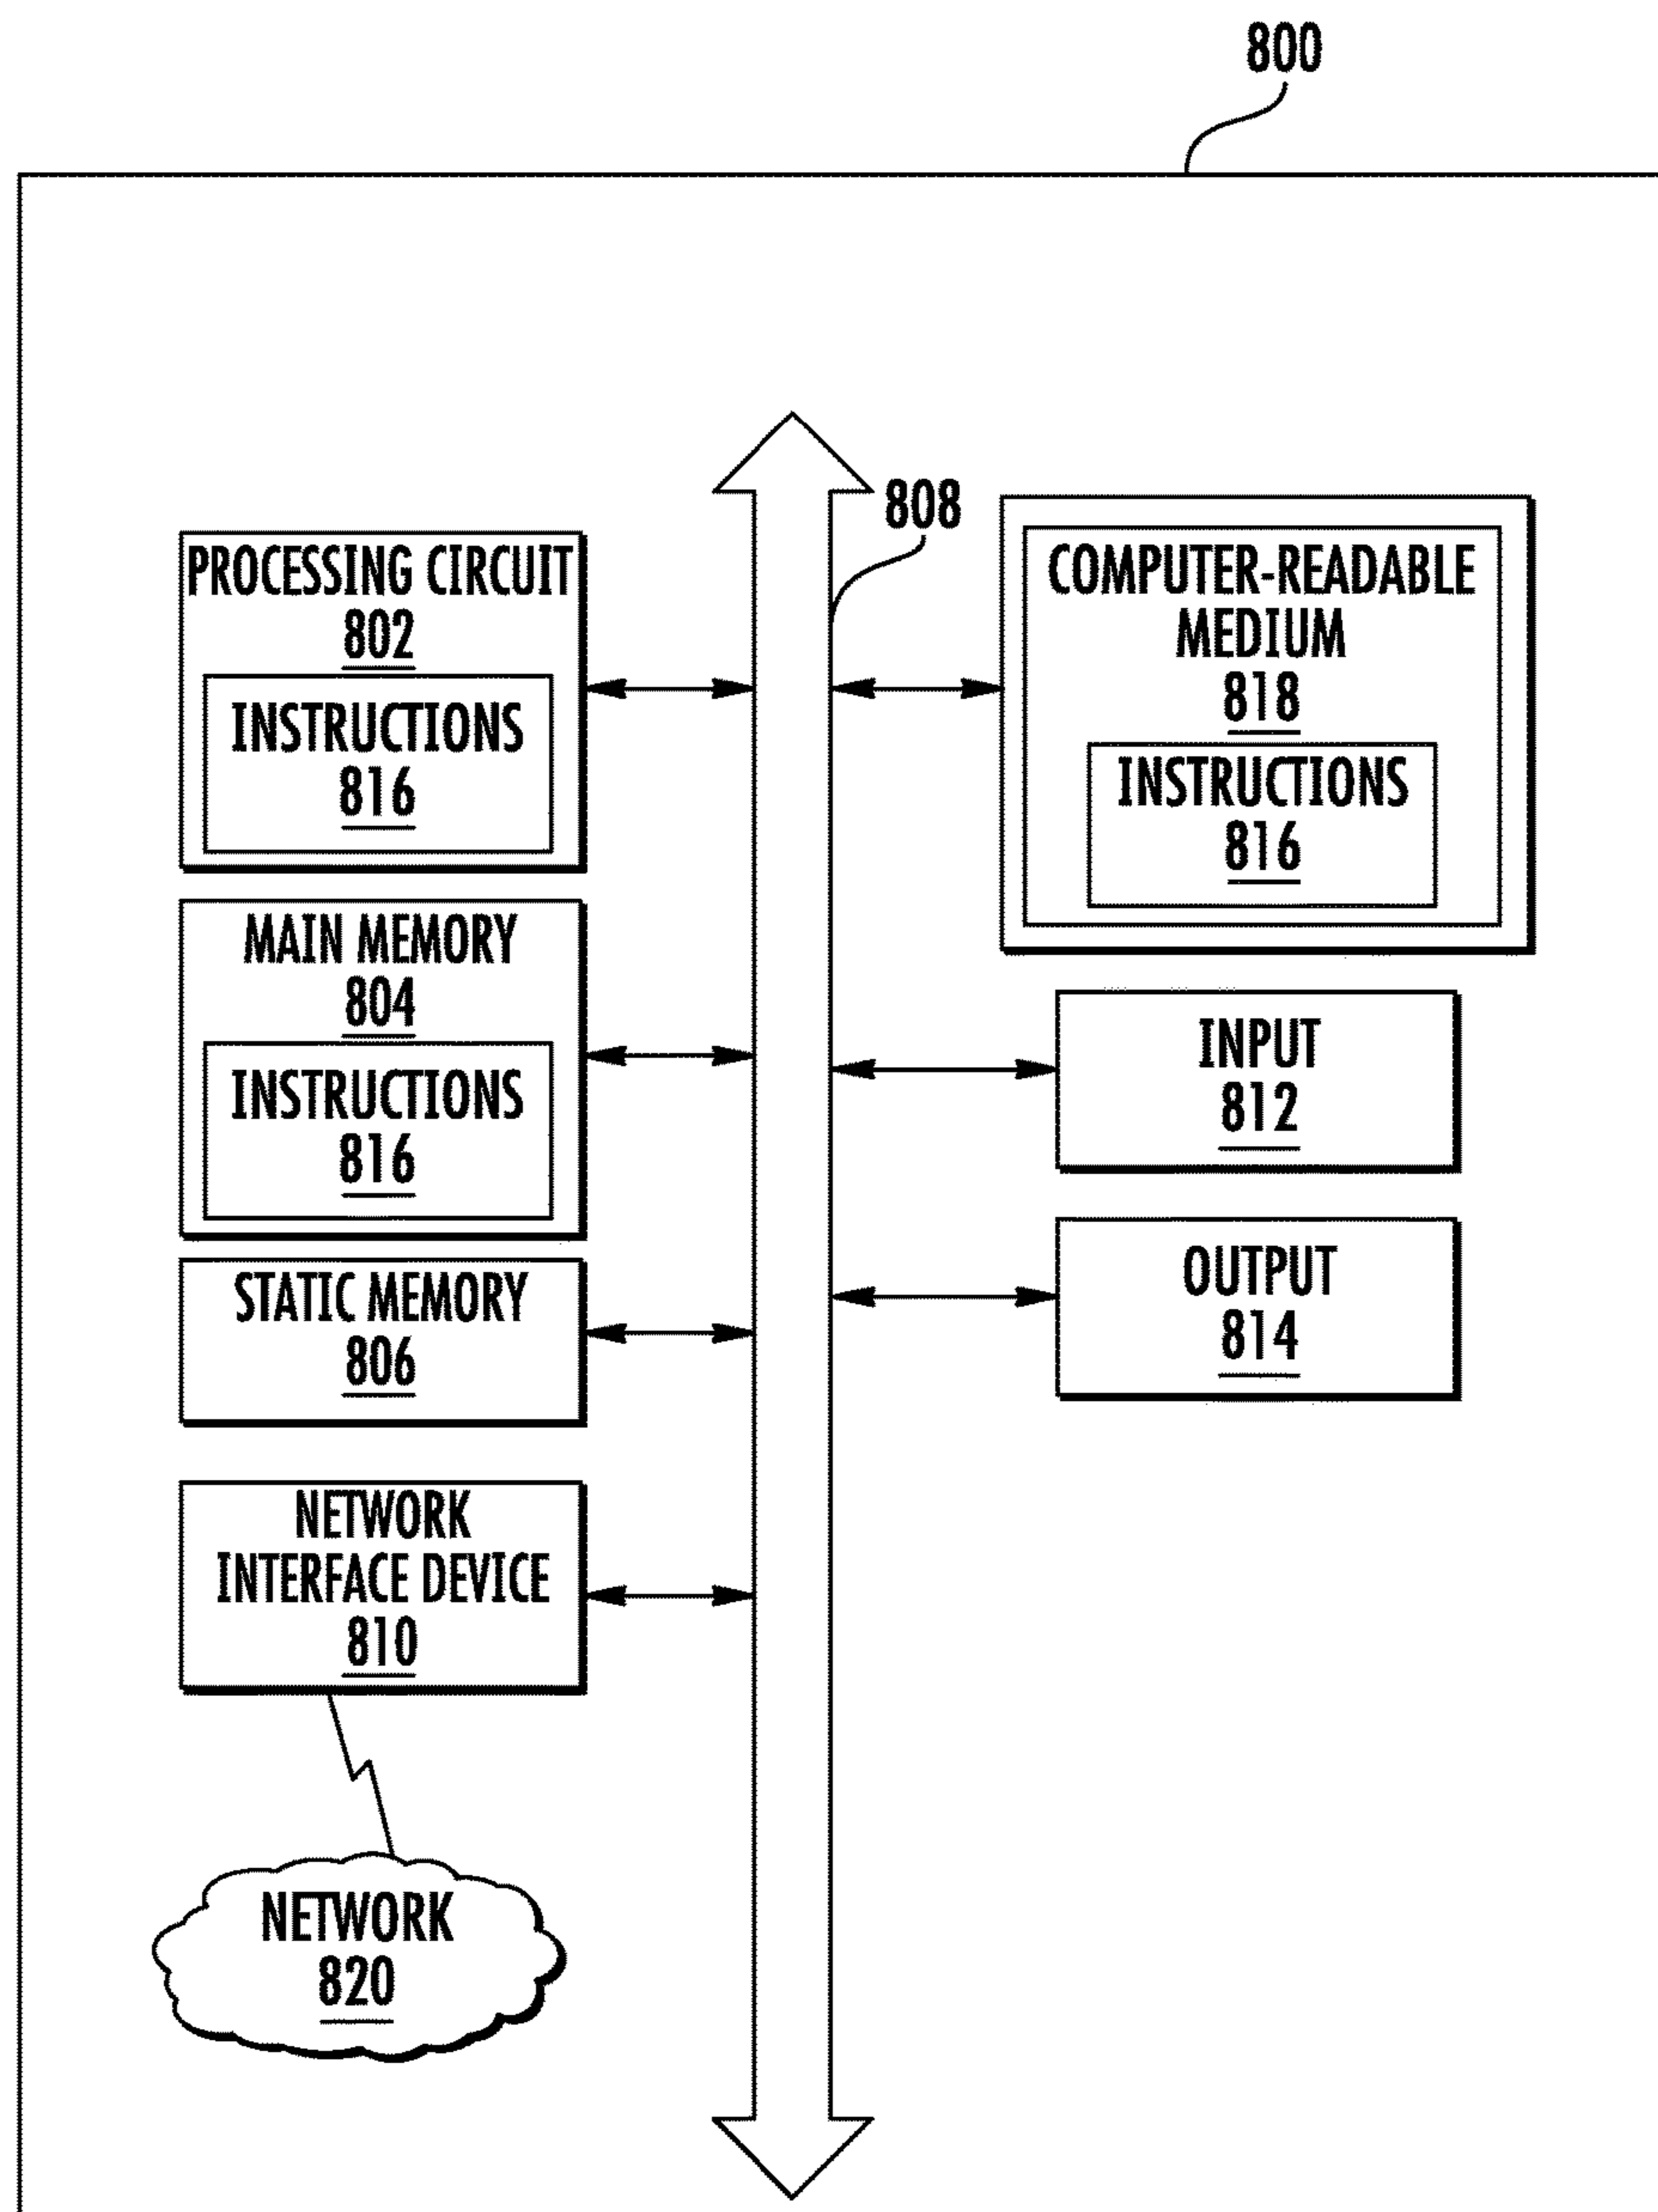 800
808
PROCESSING CIRCUIT
802
INSTRUCTIONS
816
MAIN MEMORY
804
INSTRUCTIONS
816
STATIC MEMORY
806
NETWORK
INTERFACE DEVICE
810
NETWORK
820
COMPUTER-READABLE
MEDIUM
818
INSTRUCTIONS
816
INPUT
812
OUTPUT
814